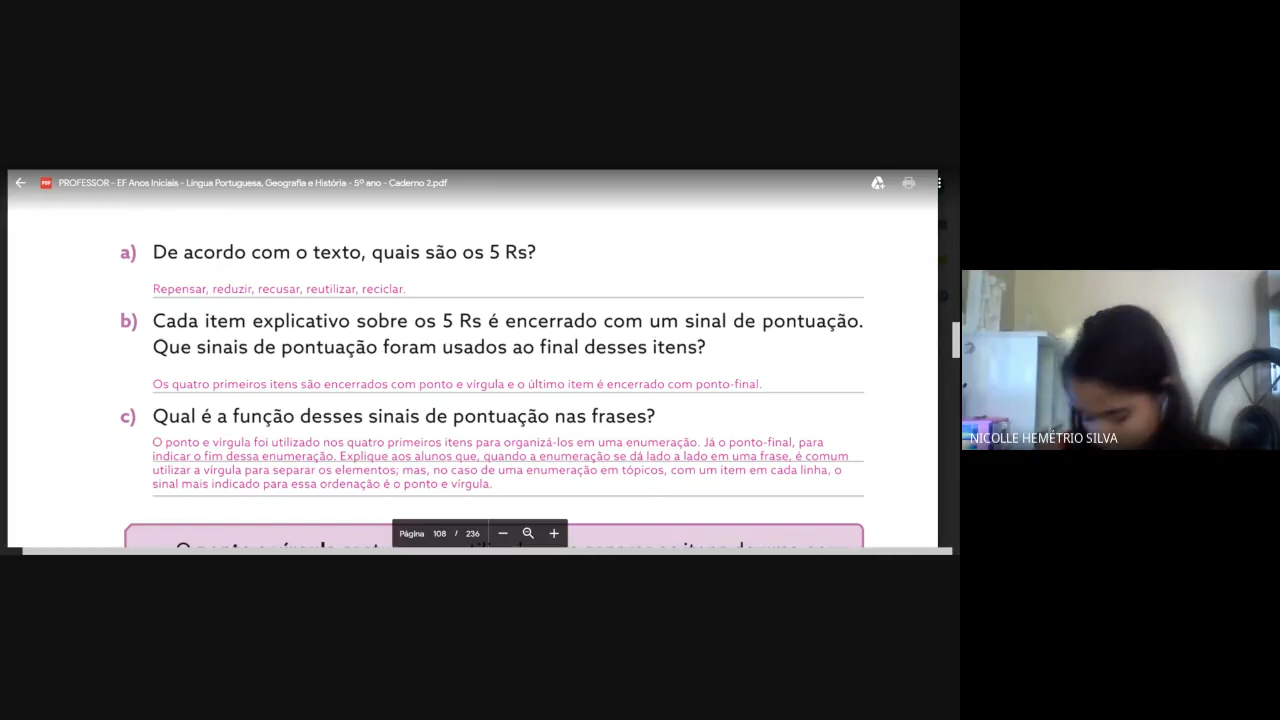 PDF PROFESSOR - EF Anos Iniciais - Língua Portuguesa, Geografia e História - 5º ano - Caderno 2.pdf
a) De acordo com o texto, quais são os 5 Rs?
Repensar, reduzir, recusar, reutilizar, reciclar.
b) Cada item explicativo sobre os 5 Rs é encerrado com um sinal de pontuação.
Que sinais de pontuação foram usados ao final desses itens?
Os quatro primeiros itens são encerrados com ponto e vírgula e o último item é encerrado com ponto-final.
c) Qual é a função desses sinais de pontuação nas frases?
O ponto e vírgula foi utilizado nos quatro primeiros itens para organizá-los em uma enumeração. Já o ponto-final, para
indicar o fim dessa enumeração. Explique aos alunos que, quando a enumeração se dá lado a lado em uma frase, é comum
utilizar a vírgula para separar os elementos; mas, no caso de uma enumeração em tópicos, com um item em cada linha, o
sinal mais indicado para essa ordenação é o ponto e vírgula.
Página 108 / 236
NICOLLE HEMÉTRIO SILVA